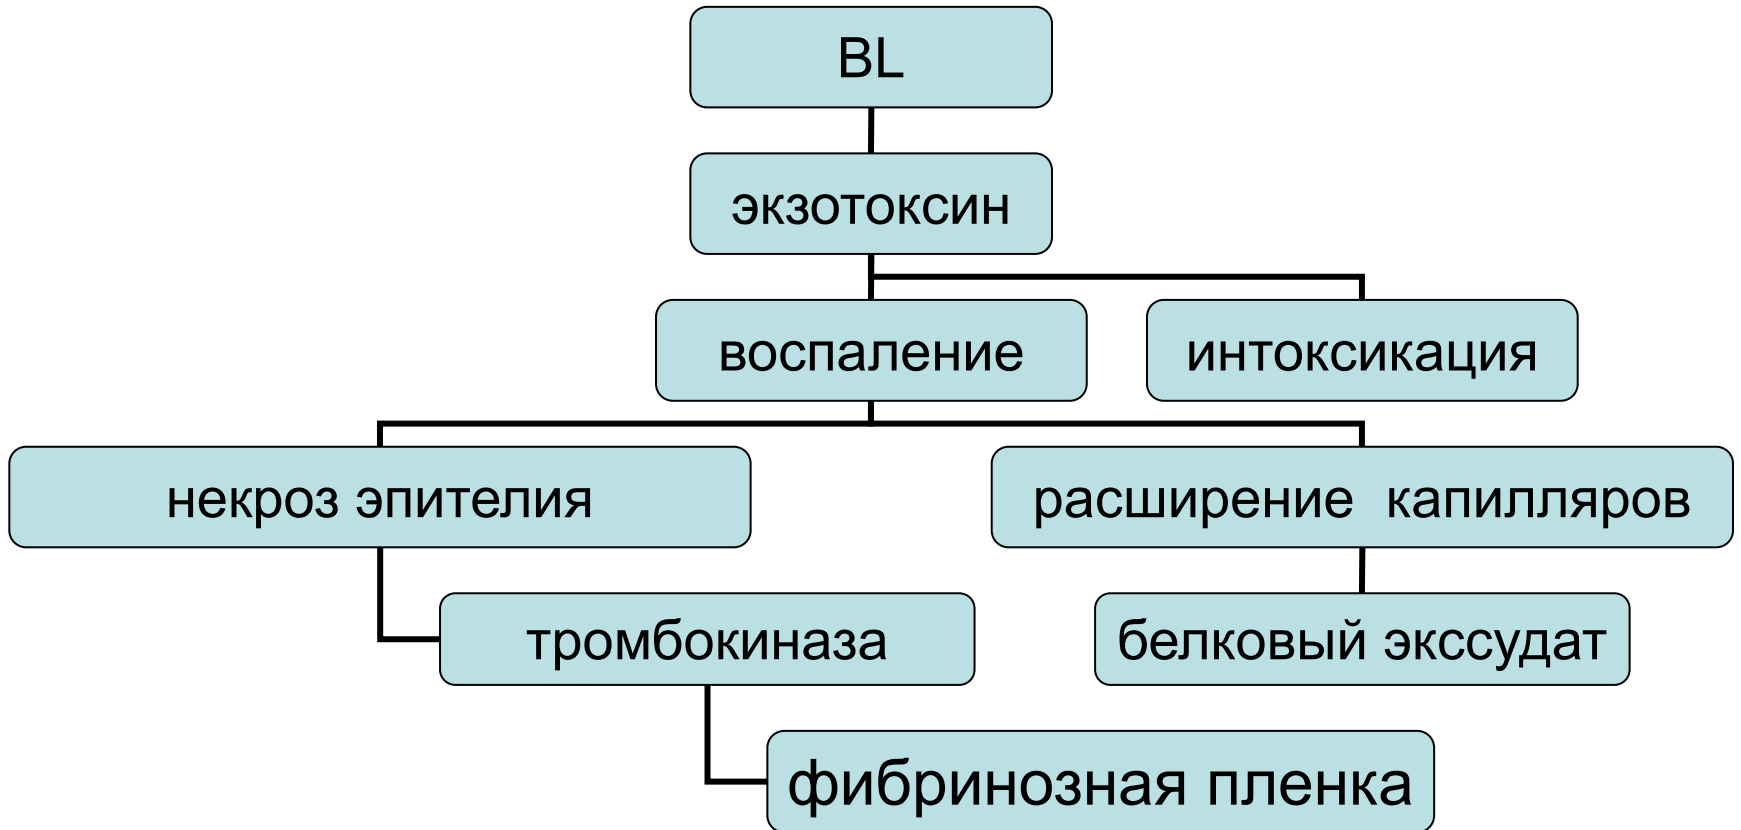 BL
экзотоксин
воспаление
интоксикация
некроз эпителия
расширение капилляров
тромбокиназа
белковый экссудат
фибринозная пленка